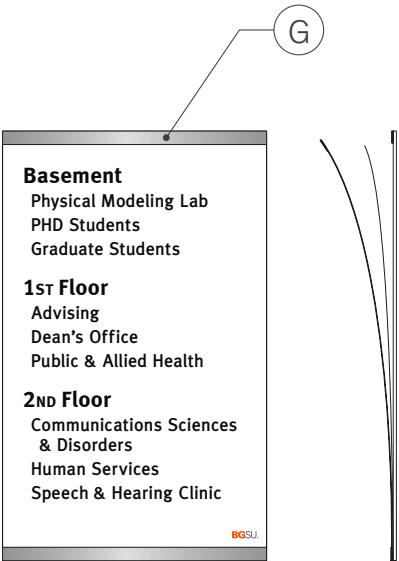 G
Basement
Physical Modeling Lab
PHD Students
Graduate Students
1ST Floor
Advising
Dean's Office
Public & Allied Health
2ND Floor
Communications Sciences
& Disorders
Human Services
Speech & Hearing Clinic
BGSU.